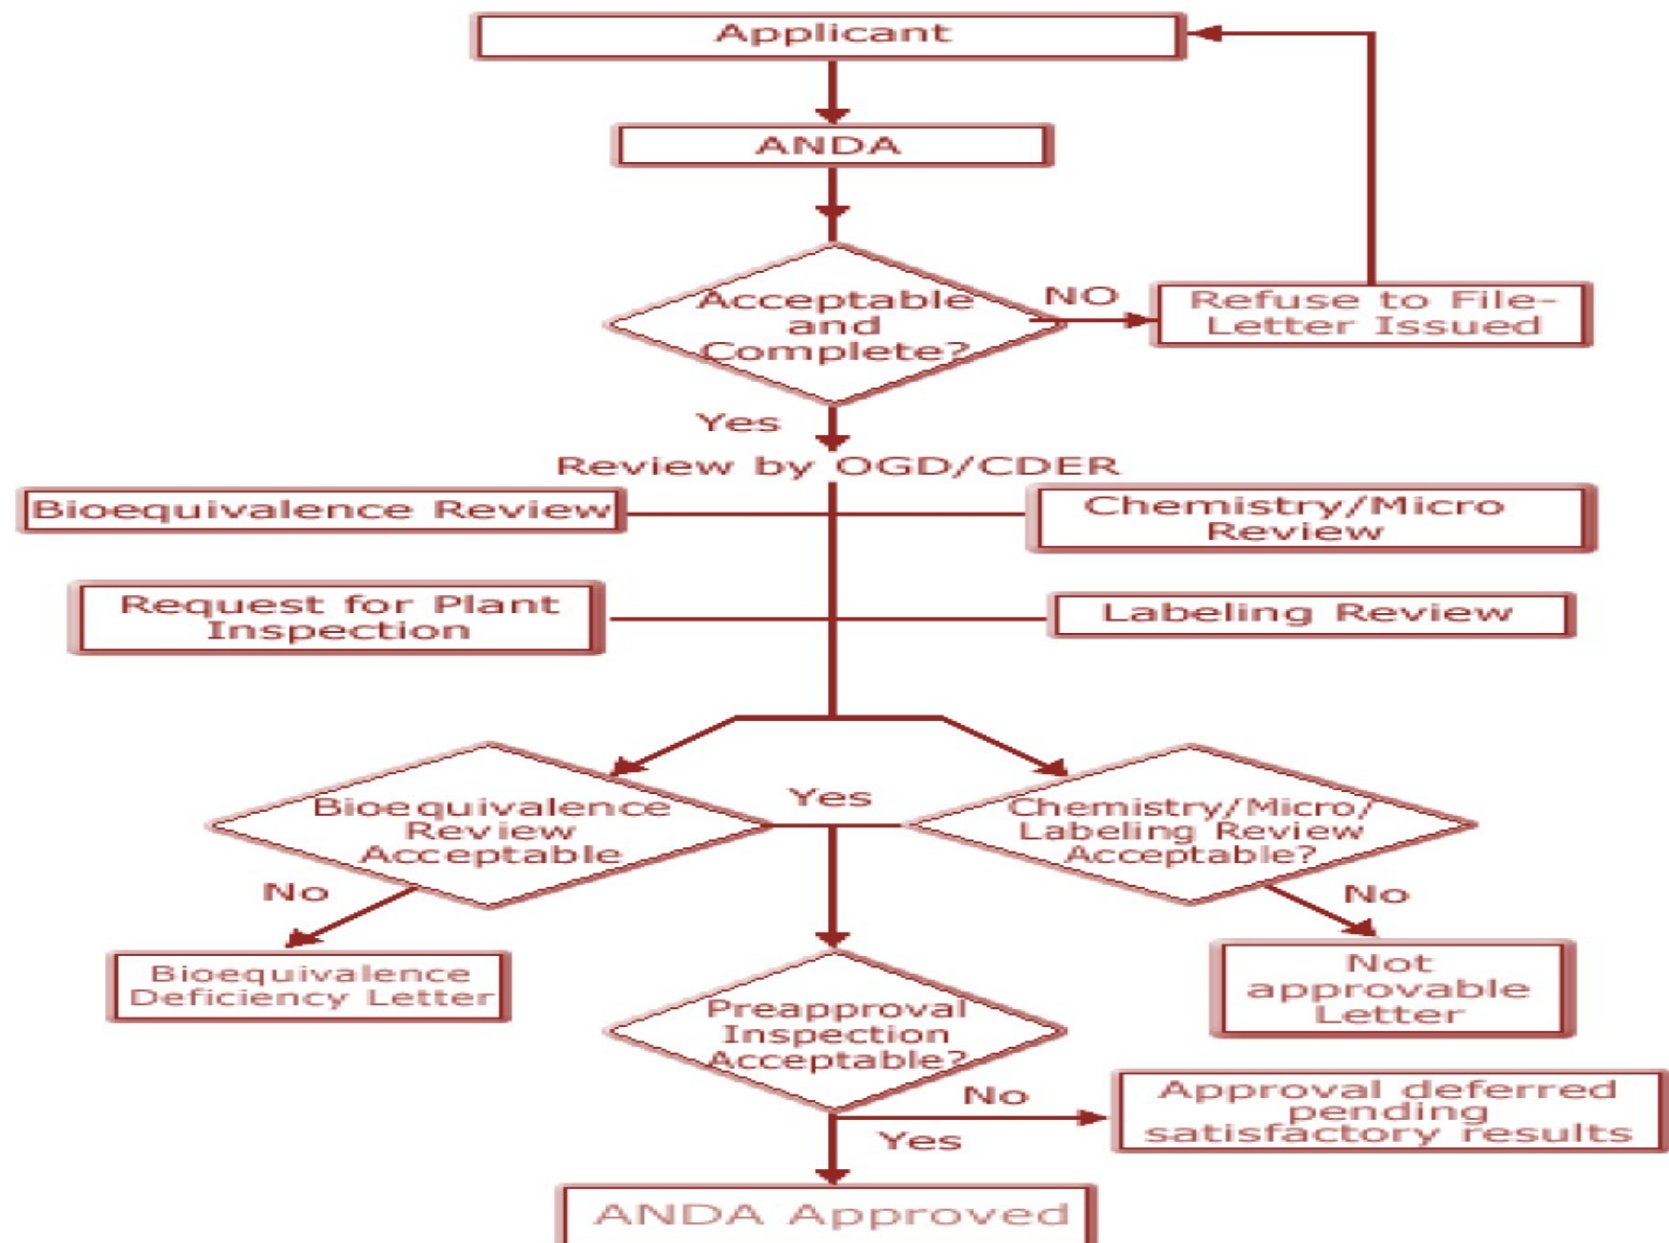 Applicant
ANDA
Acceptable
and
Complete?
NO
Refuse to File-
Letter Issued
Yes
Review by OGD/CDER
Bioequivalence Review
Chemistry/Micro
Review
Request for Plant
Inspection
Labeling Review
Bioequivalence
Review
Acceptable
Yes
Chemistry/Micro/
Labeling Review
Acceptable?
No
No
Bioequivalence
Deficiency Letter
Not
approvable
Letter
Preapproval
Inspection
Acceptable?
No
Approval deferred
pending
satisfactory results
Yes
ANDA Approved